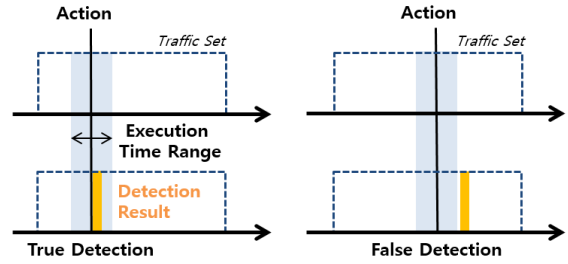 Action
Action
Traffic Set
Traffic Set
Execution
Time Range
Detection
Result
True Detection
False Detection